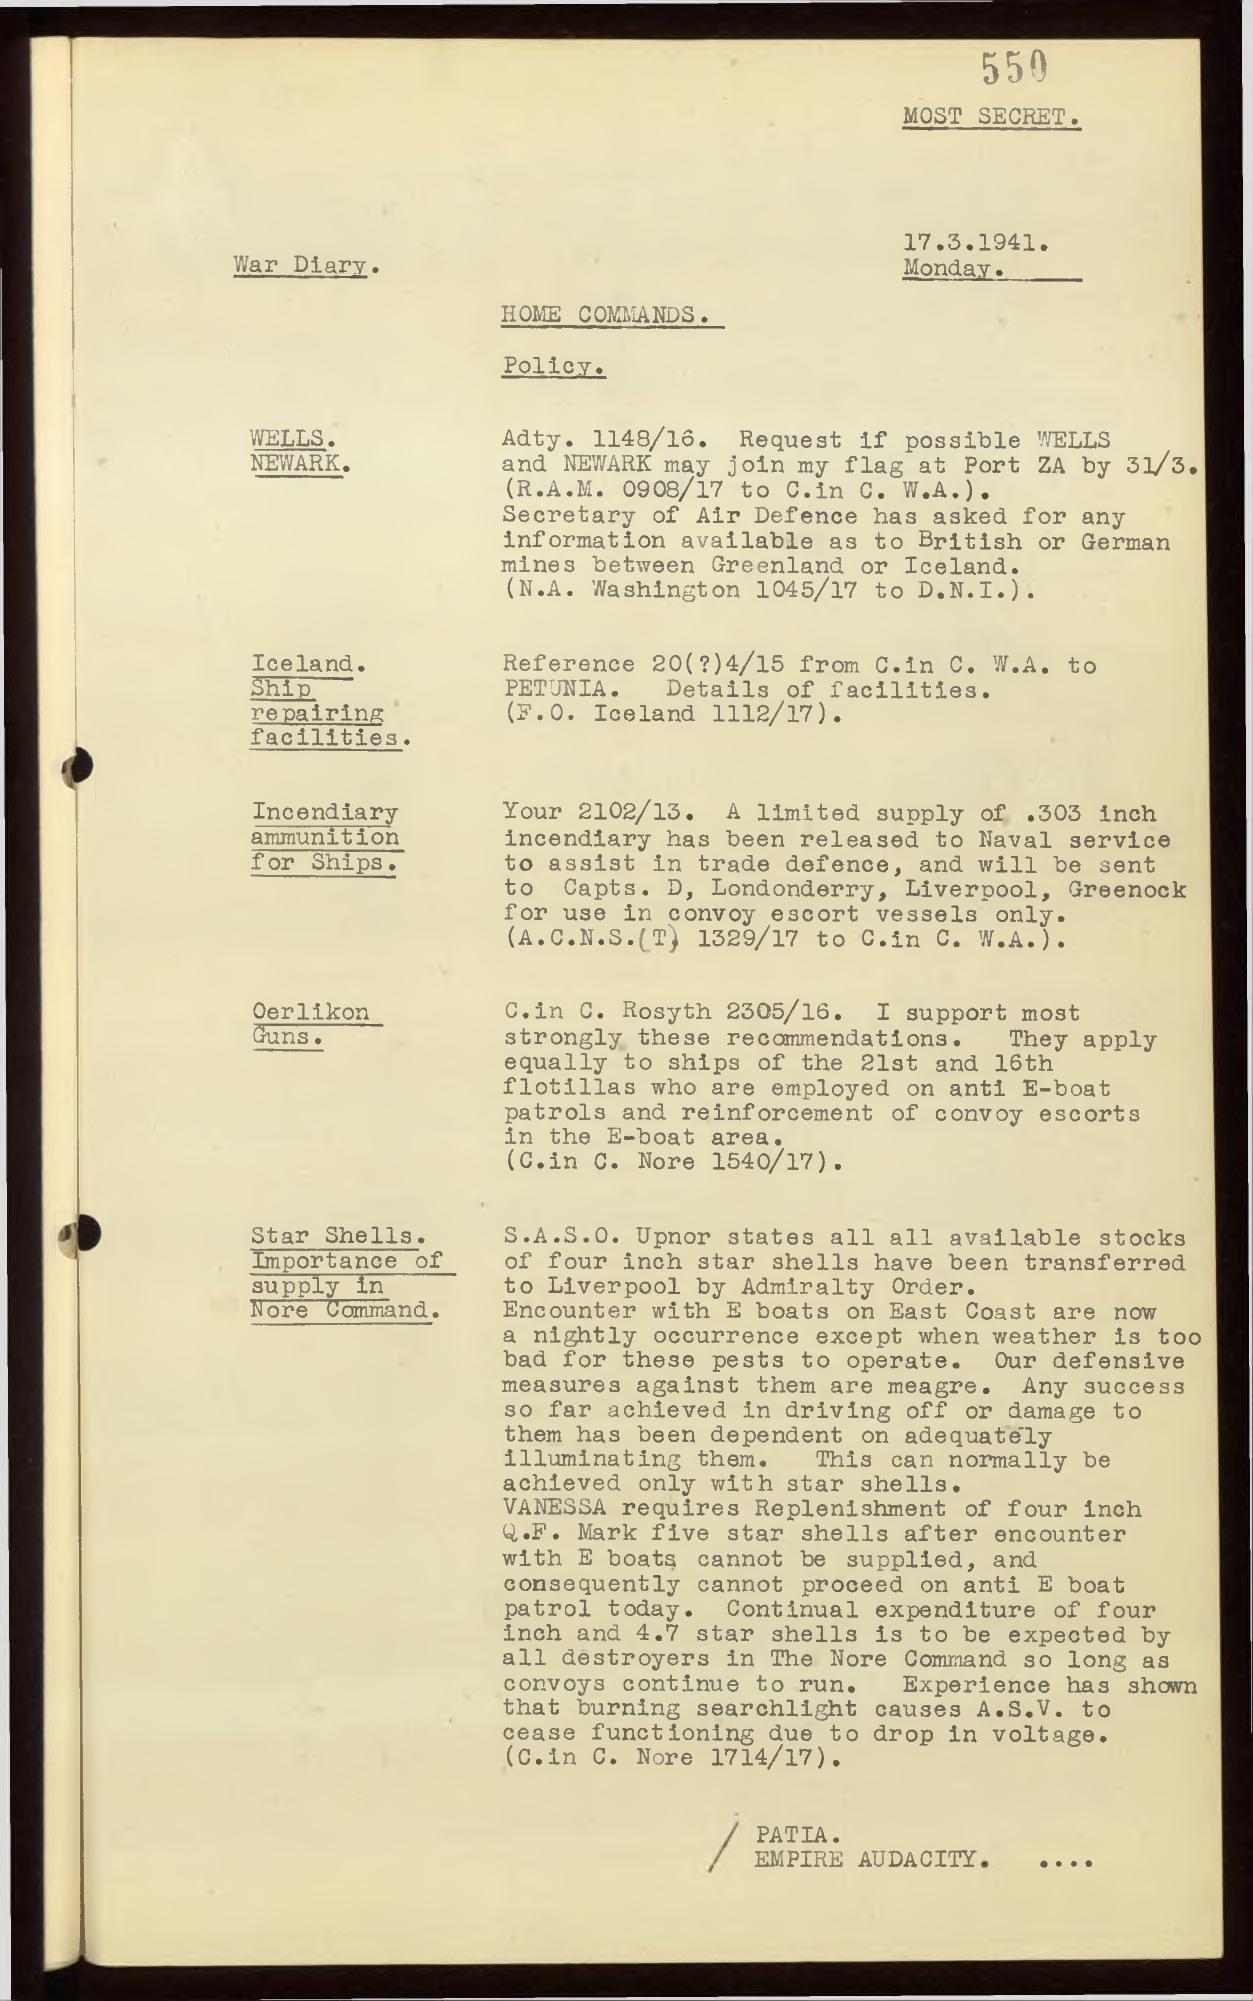 550
MOST SECRET.
17.3.1941.
War Diary.
Monday.
HOME COMMANDS.
Policy.
WELLS.
NEWARK.
Adty. 1148/16. Request if possible WELLS
and NEWARK may join my flag at Port ZA by 31/3.
(R.A.M. 0908/17 to C.in C. W.A.).
Secretary of Air Defence has asked for any
information available as to British or German
mines between Greenland or Iceland.
(N.A. Washington 1045/17 to D.N.I.).
Iceland.
Ship
repairing
facilities.
Reference 20(?)4/15 from C.in C. W.A. to
PETUNIA. Details of facilities.
(F.O. Iceland 1112/17).
Incendiary
ammunition
for Ships.
Your 2102/13. A limited supply of .303 inch
incendiary has been released to Naval service
to assist in trade defence, and will be sent
to Capts. D, Londonderry, Liverpool, Greenock
for use in convoy escort vessels only.
(A.C.N.S.(T) 1329/17 to C.in C. W.A.).
Oerlikon
Guns.
C.in C. Rosyth 2305/16. I support most
strongly these recommendations. They apply
equally to ships of the 21st and 16th
flotillas who are employed on anti E-boat
patrols and reinforcement of convoy escorts
in the E-boat area.
(C.in C. Nore 1540/17).
Star Shells.
Importance of
supply in
Nore Command.
S.A.S.O. Upnor states all all available stocks
of four inch star shells have been transferred
to Liverpool by Admiralty Order.
Encounter with E boats on East Coast are now
a nightly occurrence except when weather is too
bad for these pests to operate. Our defensive
measures against them are meagre. Any success
so far achieved in driving off or damage to
them has been dependent on adequately
illuminating them. This can normally be
achieved only with star shells.
VANESSA requires Replenishment of four inch
Q.F. Mark five star shells after encounter
with E boats cannot be supplied, and
consequently cannot proceed on anti E boat
patrol today. Continual expenditure of four
inch and 4.7 star shells is to be expected by
all destroyers in The Nore Command so long as
convoys continue to run. Experience has shown
that burning searchlight causes A.S.V. to
cease functioning due to drop in voltage.
(C.in C. Nore 1714/17).
/ PATIA.
EMPIRE AUDACITY. ....